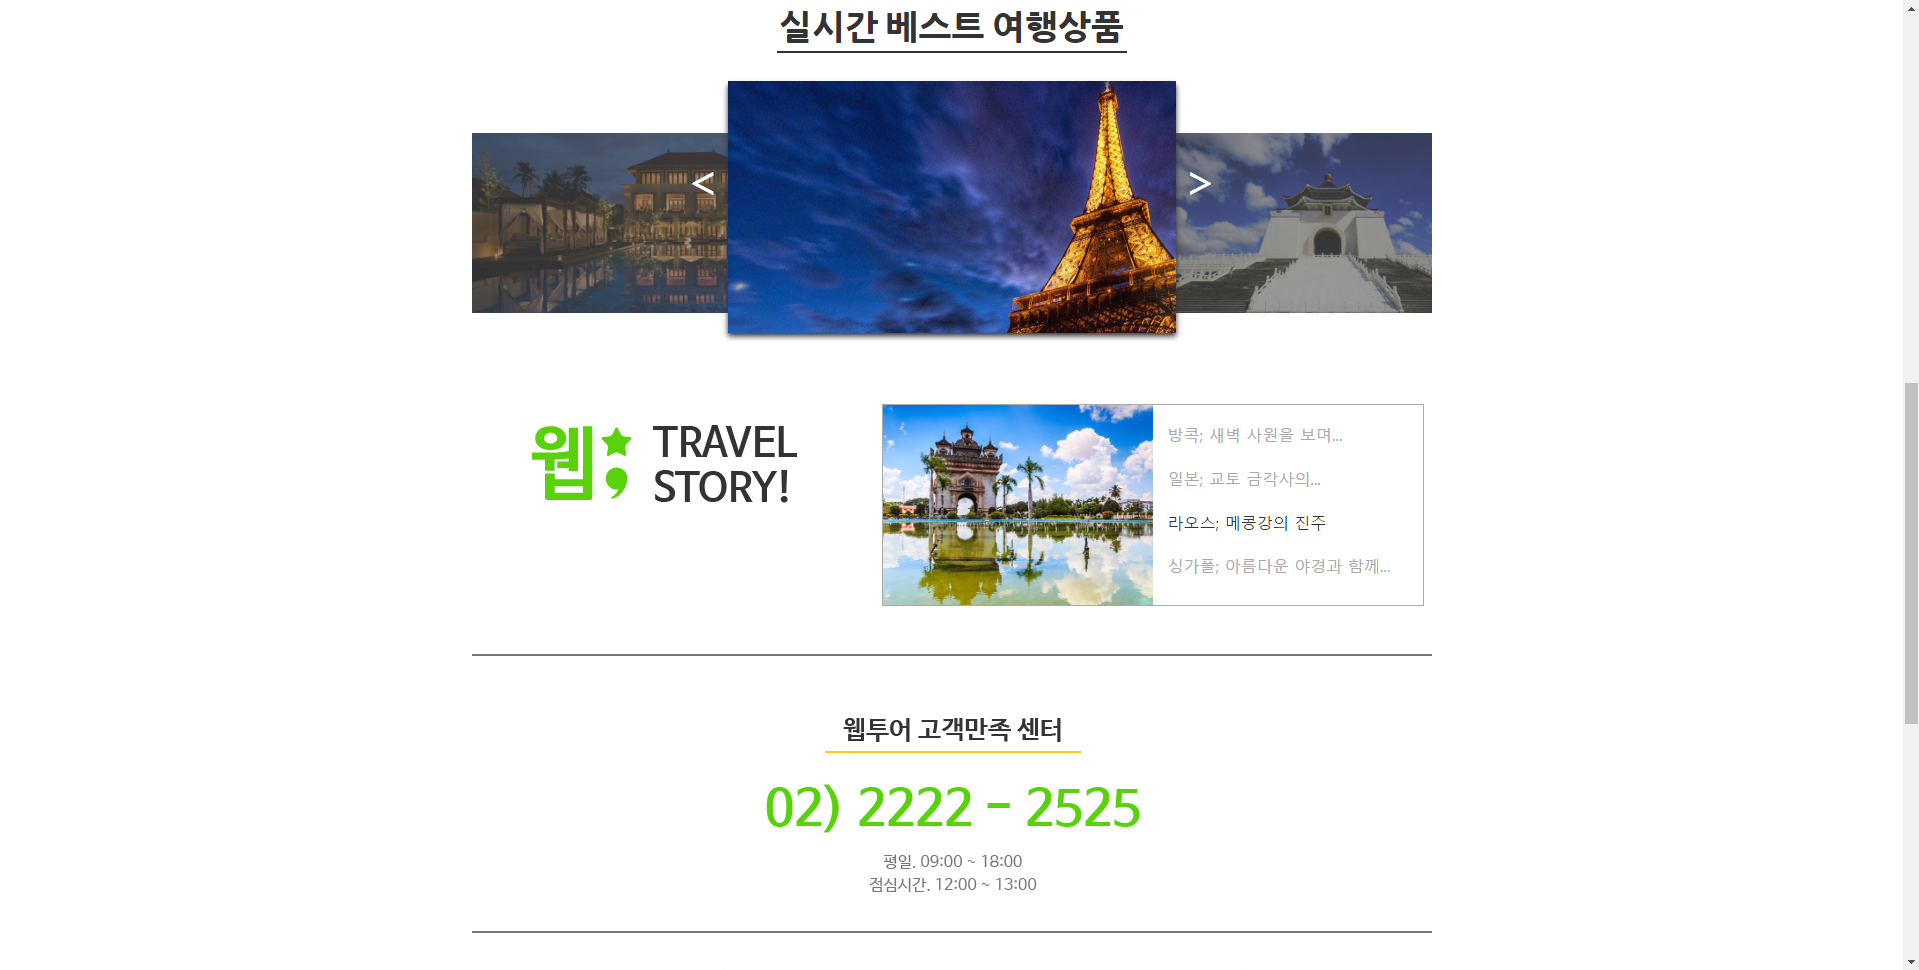 실시간 베스트 여행상품
< >
웹; TRAVEL
STORY!
방콕; 새벽 사원을 보며...
일본; 교토 금각사의...
라오스; 메콩강의 진주
싱가폴; 아름다운 야경과 함께...
웹투어 고객만족 센터
02) 2222 - 2525
평일. 09:00 ~ 18:00
점심시간. 12:00 ~ 13:00